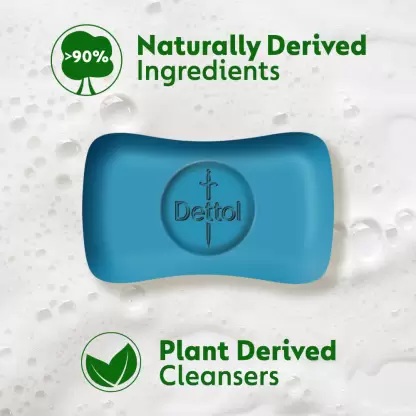 >90%
Naturally Derived
Ingredients
Dettol
Plant Derived
Cleansers